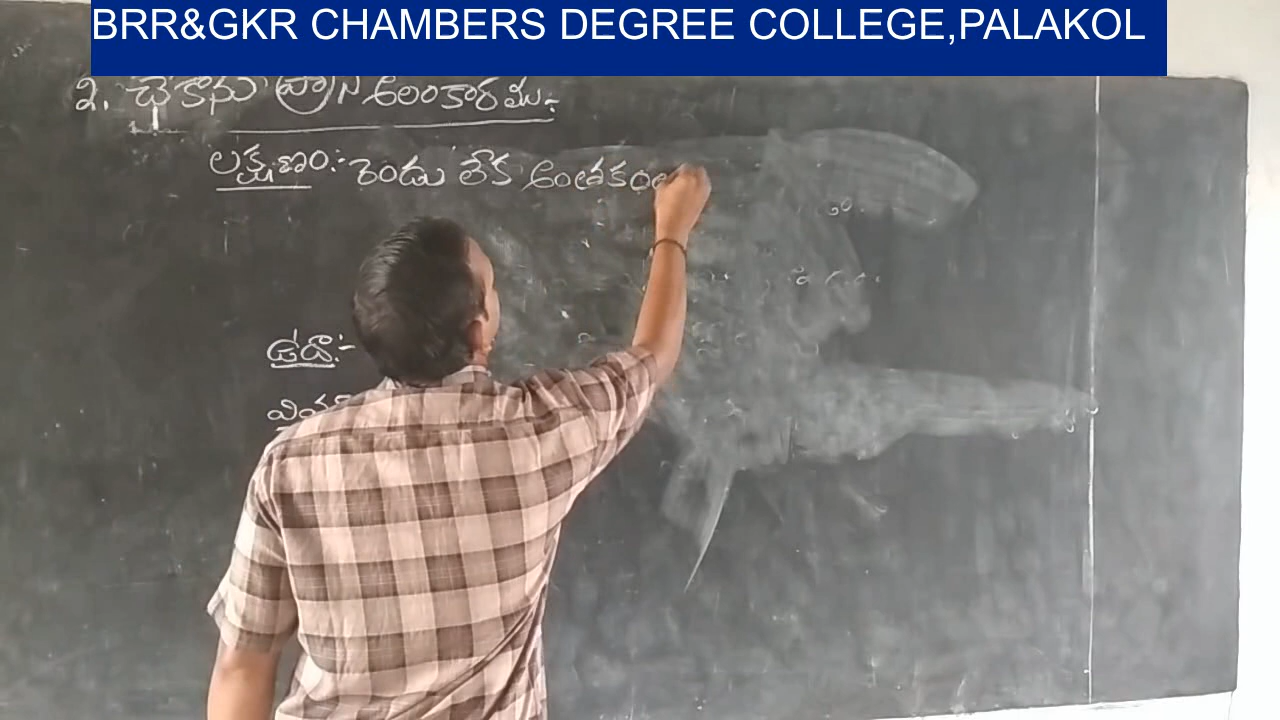 BRR&GKR CHAMBERS DEGREE COLLEGE,PALAKOL
2. ఛేకానుప్రాస అలంకారము:-
లక్షణం:- రెండు లేక అంతకంటె
ఉదా:-